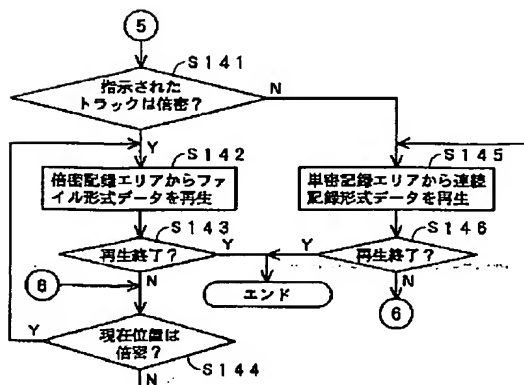 5
S141
指示された
トラックは倍密?
N
Y
S142
S145
倍密記録エリアからファ
イル形式データを再生
単密記録エリアから連続
記録形式データを再生
S143
S146
再生終了?
Y
Y
再生終了?
N
N
8
エンド
6
Y
現在位置は
倍密?
S144
N